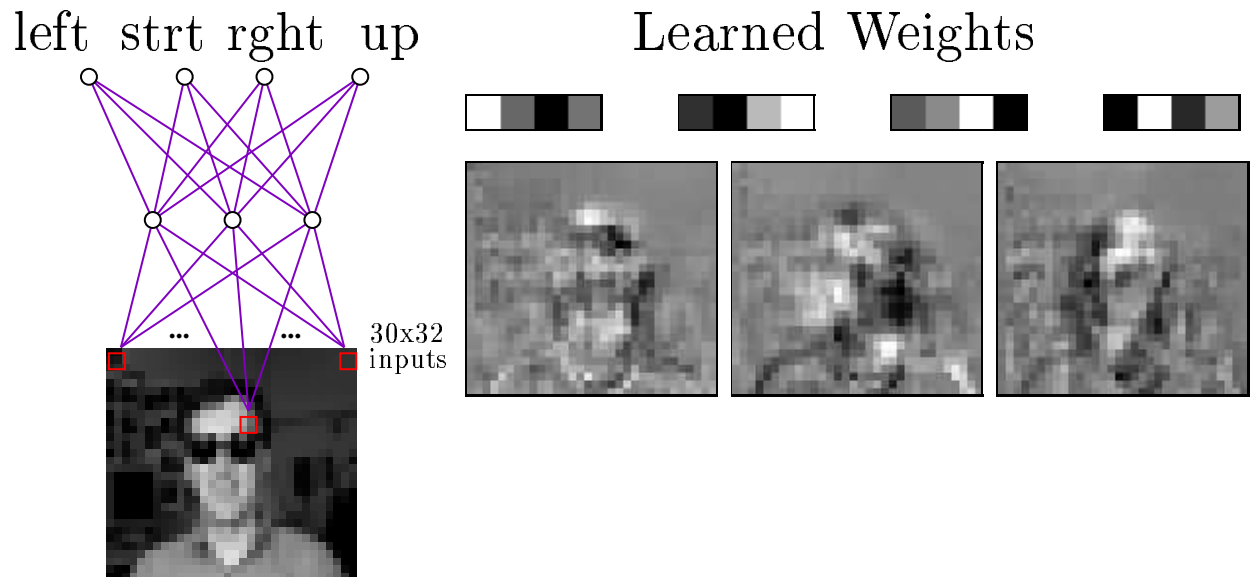 left strt rght up
Learned Weights
... ...
30x32
inputs